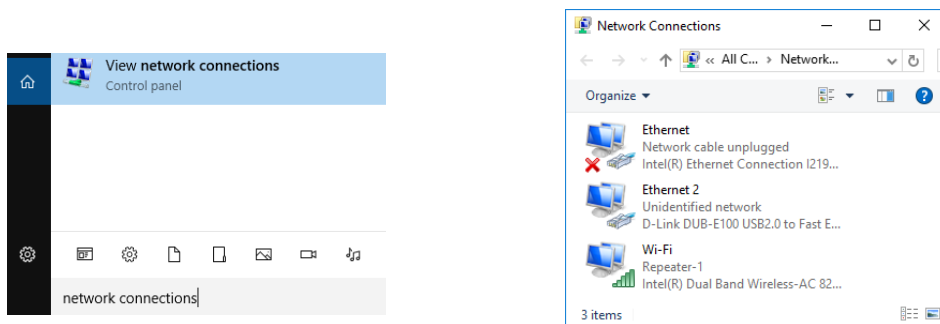 View network connections
Control panel
network connections
Network Connections
« All C... › Network...
Organize
Ethernet
Network cable unplugged
Intel(R) Ethernet Connection I219...
Ethernet 2
Unidentified network
D-Link DUB-E100 USB2.0 to Fast E...
Wi-Fi
Repeater-1
Intel(R) Dual Band Wireless-AC 82...
3 items